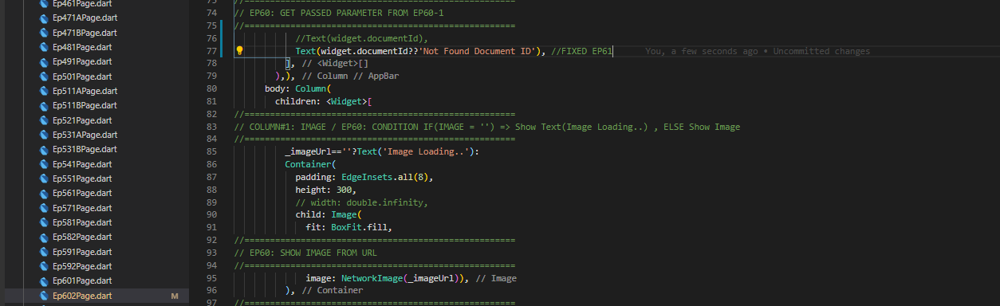 Ep461Page.dart
Ep471APage.dart
Ep471BPage.dart
Ep481Page.dart
Ep491Page.dart
Ep501Page.dart
Ep511APage.dart
Ep511BPage.dart
Ep521Page.dart
Ep531APage.dart
Ep531BPage.dart
Ep541Page.dart
Ep551Page.dart
Ep561Page.dart
Ep571Page.dart
Ep581Page.dart
Ep582Page.dart
Ep591Page.dart
Ep592Page.dart
Ep601Page.dart
Ep602Page.dart M
73 //=====================================================
74 // EP60: GET PASSED PARAMETER FROM EP60-1
75 //=====================================================
76 //Text(widget.documentId),
77 Text(widget.documentId??'Not Found Document ID'), //FIXED EP61 You, a few seconds ago • Uncommitted changes
78 ], // <Widget>[]
79 ),), // Column // AppBar
80 body: Column(
81 children: <Widget>[
82 //=====================================================
83 // COLUMN#1: IMAGE / EP60: CONDITION IF(IMAGE = '') => Show Text(Image Loading..) , ELSE Show Image
84 //=====================================================
85 _imageUrl==''?Text('Image Loading..'):
86 Container(
87 padding: EdgeInsets.all(8),
88 height: 300,
89 // width: double.infinity,
90 child: Image(
91 fit: BoxFit.fill,
92 //=====================================================
93 // EP60: SHOW IMAGE FROM URL
94 //=====================================================
95 image: NetworkImage(_imageUrl)), // Image
96 ), // Container
97 //=====================================================